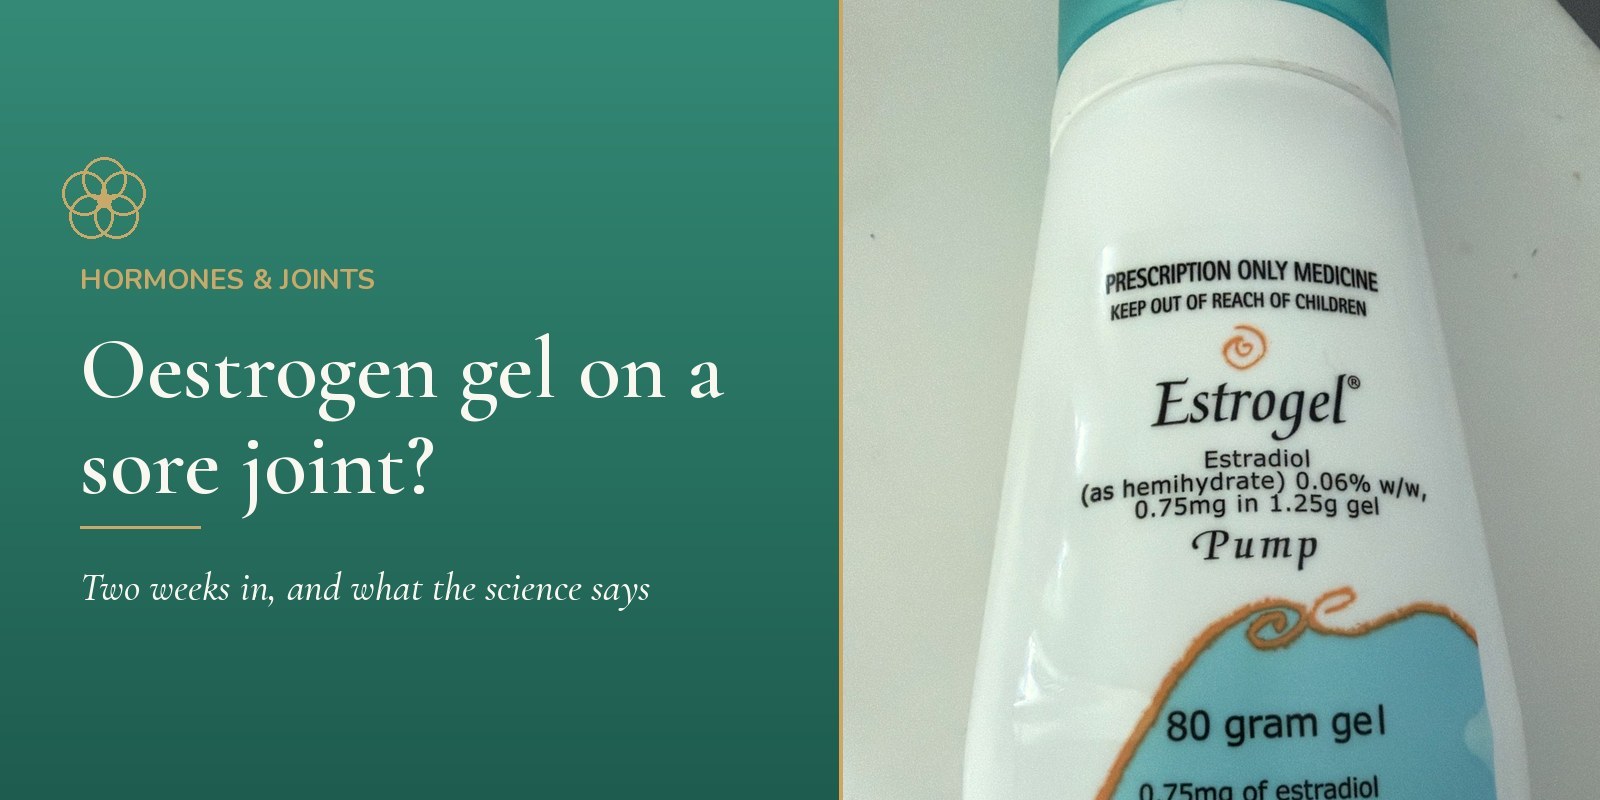 HORMONES & JOINTS
Oestrogen gel on a
sore joint?
Two weeks in, and what the science says
PRESCRIPTION ONLY MEDICINE
KEEP OUT OF REACH OF CHILDREN
Estrogel®
Estradiol
(as hemihydrate) 0.06% w/w,
0.75mg in 1.25g gel
Pump
80 gram gel
0.75mg of estradiol